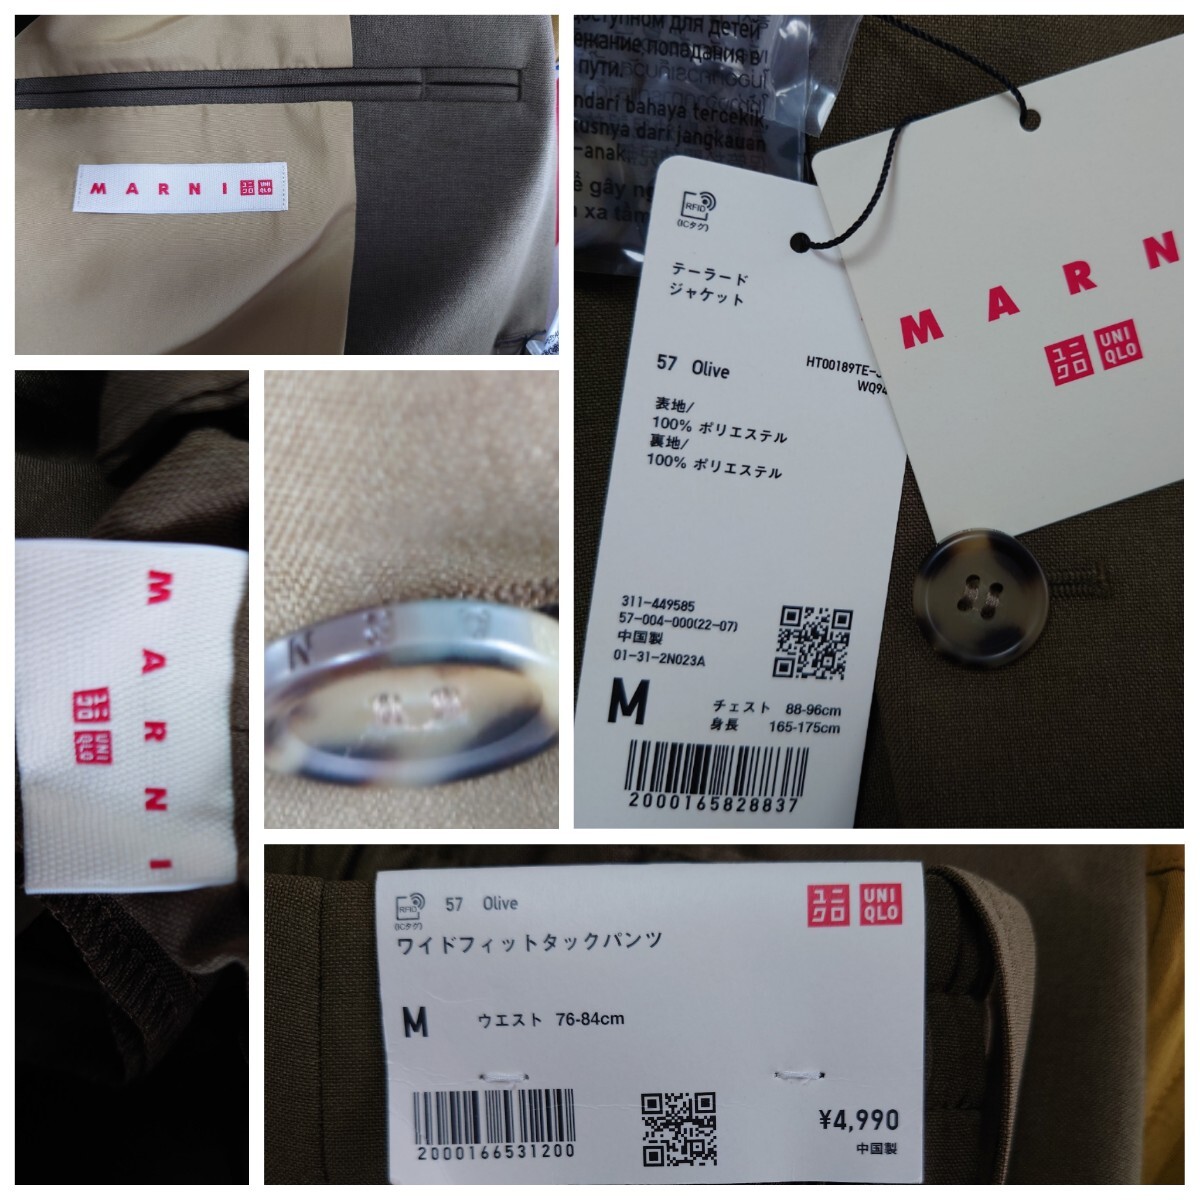 MARNI ユニクロ UNIQLO
доступном для детей
попадания в
пути.
bahaya tercekik,
dari jangkauan
gây
xa tầm
RFID
(ICタグ)
テーラード
ジャケット
57 Olive
HT00189TE-
WQ94
表地/
100% ポリエステル
裏地/
100% ポリエステル
311-449585
57-004-000(22-07)
中国製
01-31-2N023A
M
チェスト 88-96cm
身長 165-175cm
2000165828837
MARN
ユニクロ UNIQLO
MARNI
ユニクロ UNIQLO
RFID
(ICタグ)
57 Olive
ユニクロ UNIQLO
ワイドフィットタックパンツ
M ウエスト 76-84cm
2000166531200
¥4,990
中国製